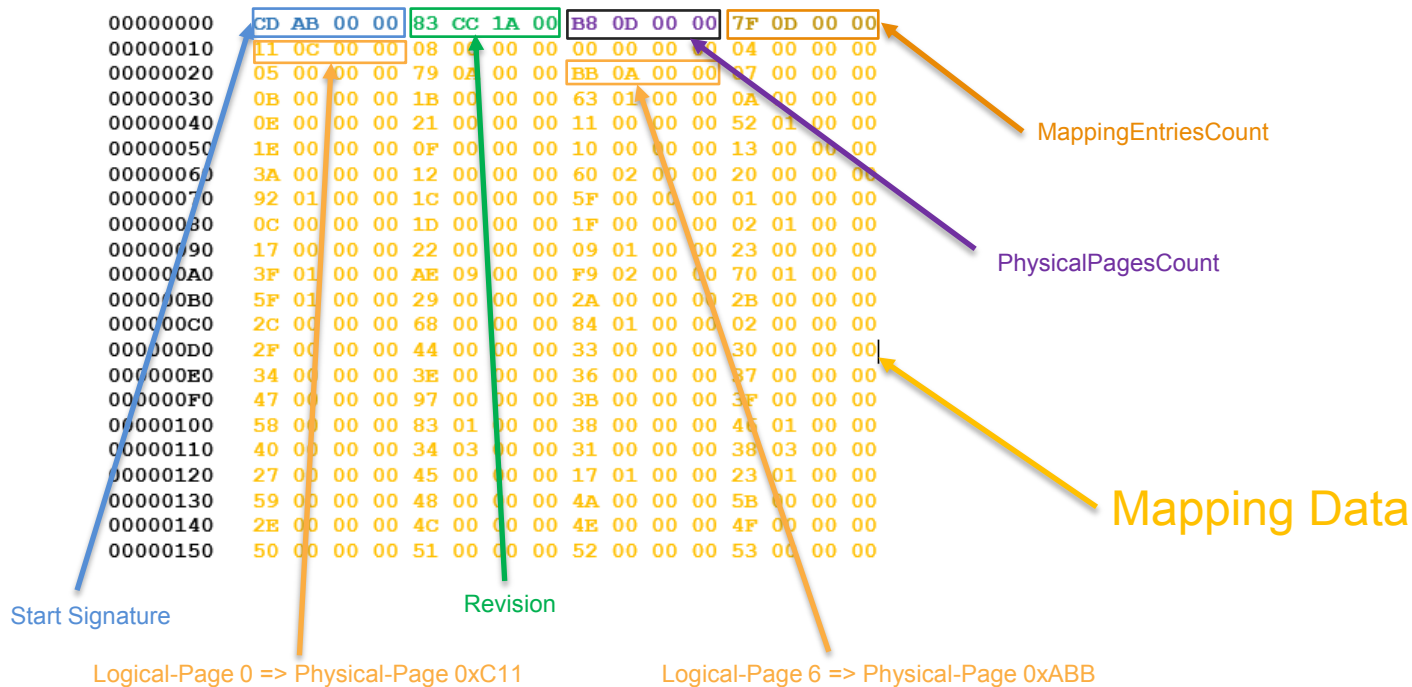 00000000 CD AB 00 00 83 CC 1A 00 B8 0D 00 00 7F 0D 00 00
00000010 11 0C 00 00 08 00 00 00 00 00 00 00 04 00 00 00
00000020 05 00 00 00 79 0A 00 00 BB 0A 00 00 07 00 00 00
00000030 0B 00 00 00 1B 00 00 00 63 01 00 00 0A 00 00 00
00000040 0E 00 00 00 21 00 00 00 11 00 00 00 52 01 00 00
MappingEntriesCount
00000050 1E 00 00 00 0F 00 00 00 10 00 00 00 13 00 00 00
00000060 3A 00 00 00 12 00 00 00 60 02 00 00 20 00 00 00
00000070 92 01 00 00 1C 00 00 00 5F 00 00 00 01 00 00 00
00000080 0C 00 00 00 1D 00 00 00 1F 00 00 00 02 01 00 00
00000090 17 00 00 00 22 00 00 00 09 01 00 00 23 00 00 00
PhysicalPagesCount
000000A0 3F 01 00 00 AE 09 00 00 F9 02 00 00 70 01 00 00
000000B0 5F 01 00 00 29 00 00 00 2A 00 00 00 2B 00 00 00
000000C0 2C 00 00 00 68 00 00 00 84 01 00 00 02 00 00 00
000000D0 2F 00 00 00 44 00 00 00 33 00 00 00 30 00 00 00
000000E0 34 00 00 00 3E 00 00 00 36 00 00 00 37 00 00 00
000000F0 47 00 00 00 97 00 00 00 3B 00 00 00 3F 00 00 00
00000100 58 00 00 00 83 01 00 00 38 00 00 00 46 01 00 00
00000110 40 00 00 00 34 03 00 00 31 00 00 00 38 03 00 00
00000120 27 00 00 00 45 00 00 00 17 01 00 00 23 01 00 00
00000130 59 00 00 00 48 00 00 00 4A 00 00 00 5B 00 00 00
Mapping Data
00000140 2E 00 00 00 4C 00 00 00 4E 00 00 00 4F 00 00 00
00000150 50 00 00 00 51 00 00 00 52 00 00 00 53 00 00 00
Start Signature
Revision
Logical-Page 0 => Physical-Page 0xC11
Logical-Page 6 => Physical-Page 0xABB